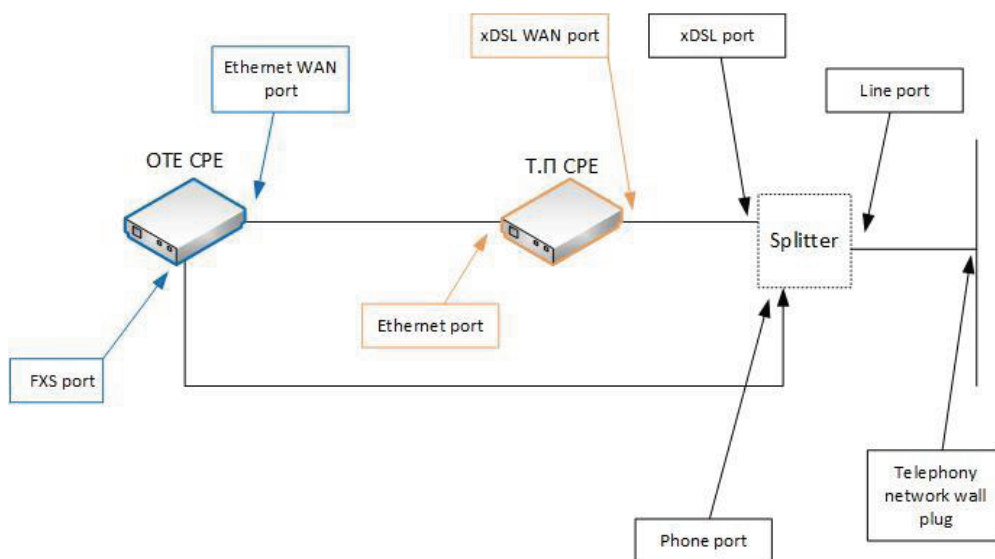 xDSL WAN port
xDSL port
Ethernet WAN
port
Line port
OTE CPE
Τ.Π CPE
Splitter
Ethernet port
FXS port
Telephony
network wall
plug
Phone port